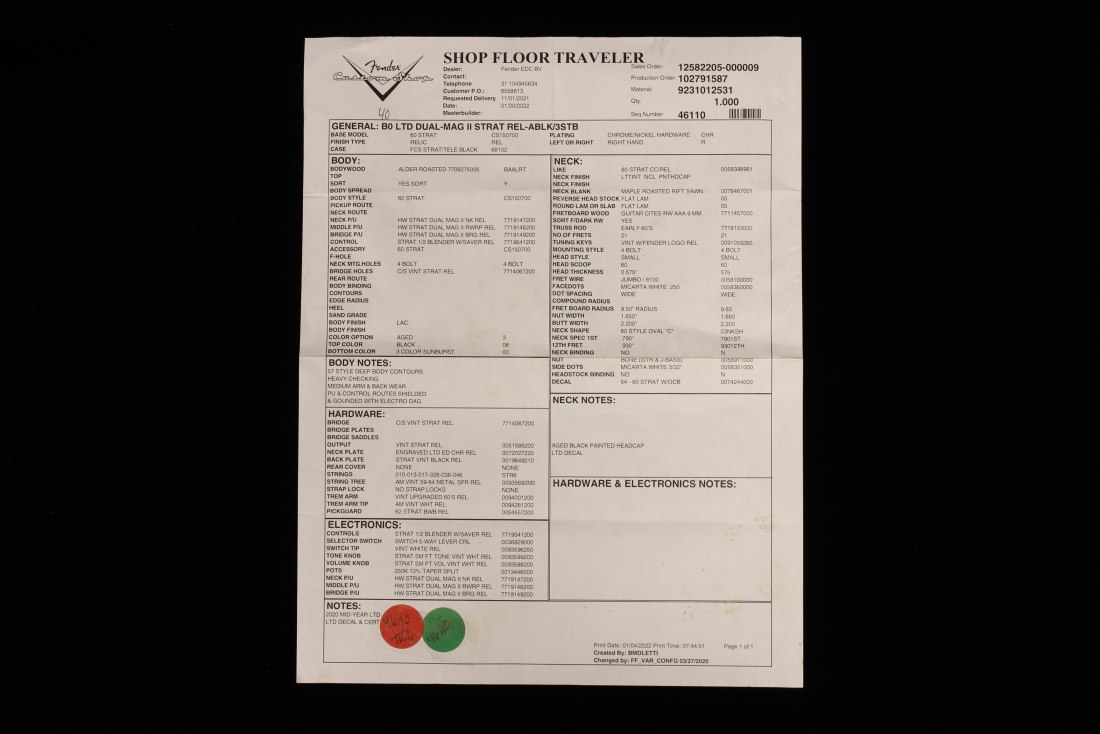 Fender
Custom Shop
SHOP FLOOR TRAVELER
Dealer: Fender EDC BV
Contact:
Telephone 31 104945634
Customer P.O.: 6558613
Requested Delivery 11/01/2021
Date: 01/20/2022
Masterbuilder:
Sales Order: 12582205-000009
Production Order: 102791587
Material: 9231012531
Qty: 1.000
Seq Number 46110
40
GENERAL: B0 LTD DUAL-MAG II STRAT REL-ABLK/3STB
BASE MODEL 60 STRAT CS150700 PLATING CHROME/NICKEL HARDWARE CHR
FINISH TYPE RELIC REL LEFT OR RIGHT RIGHT HAND R
CASE FCS STRAT/TELE BLACK 68102
BODY:
BODYWOOD ALDER ROASTED 7708275005 BAALRT
TOP
SORT YES SORT Y
BODY SPREAD
BODY STYLE 60 STRAT CS150700
PICKUP ROUTE
NECK ROUTE
NECK P/U HW STRAT DUAL MAG II NK REL 7719147200
MIDDLE P/U HW STRAT DUAL MAG II RWRP REL 7719148200
BRIDGE P/U HW STRAT DUAL MAG II BRG REL 7719149200
CONTROL STRAT 1/2 BLENDER W/SAVER REL 7719541200
ACCESSORY 60 STRAT CS150700
F-HOLE
NECK MTG.HOLES 4 BOLT 4 BOLT
BRIDGE HOLES C/S VINT STRAT REL 7714067200
REAR ROUTE
BODY BINDING
CONTOURS
EDGE RADIUS
HEEL
SAND GRADE
BODY FINISH LAC
BODY FINISH
COLOR OPTION AGED 3
TOP COLOR BLACK 06
BOTTOM COLOR 3 COLOR SUNBURST 00
BODY NOTES:
57 STYLE DEEP BODY CONTOURS
HEAVY CHECKING
MEDIUM ARM & BACK WEAR
PU & CONTROL ROUTES SHIELDED
& GOUNDED WITH ELECTRO DAG
HARDWARE:
BRIDGE C/S VINT STRAT REL 7714067200
BRIDGE PLATES
BRIDGE SADDLES
OUTPUT VINT STRAT REL 0051566200
NECK PLATE ENGRAVED LTD ED CHR REL 0072027220
BACK PLATE STRAT VINT BLACK REL 0019649210
REAR COVER NONE NONE
STRINGS 010-013-017-026-036-046 STR6
STRING TREE AM VINT 59-64 METAL SPR REL 00935692M0
STRAP LOCK NO STRAP LOCKS NONE
TREM ARM VINT UPGRADED 60'S REL 0094001200
TREM ARM TIP AM VINT WHT REL 0094281200
PICKGUARD 62 STRAT BWB REL 0054557200
ELECTRONICS:
CONTROLS STRAT 1/2 BLENDER W/SAVER REL 7719541200
SELECTOR SWITCH SWITCH 5-WAY LEVER CRL 0038929000
SWITCH TIP VINT WHITE REL 0093596250
TONE KNOB STRAT SM FT TONE VINT WHT REL 0093599200
VOLUME KNOB STRAT SM FT VOL VINT WHT REL 0093598200
POTS 250K 10% TAPER SPLIT 0013446000
NECK P/U HW STRAT DUAL MAG II NK REL 7719147200
MIDDLE P/U HW STRAT DUAL MAG II RWRP REL 7719148200
BRIDGE P/U HW STRAT DUAL MAG II BRG REL 7719149200
NECK:
LIKE 60 STRAT CC/REL 0058398981
NECK FINISH LTTINT NCL PNTHDCAP
NECK FINISH
NECK BLANK MAPLE ROASTED RIFT SAWN 0078467001
REVERSE HEAD STOCK FLAT LAM 05
ROUND LAM OR SLAB FLAT LAM 05
FRETBOARD WOOD GUITAR CITES RW AAA 9 MM 7711457000
SORT F/DARK RW YES
TRUSS ROD EARLY 60'S 7718153000
NO.OF FRETS 21 21
TUNING KEYS VINT W/FENDER LOGO REL 0091059260
MOUNTING STYLE 4 BOLT 4 BOLT
HEAD STYLE SMALL SMALL
HEAD SCOOP 60 60
HEAD THICKNESS 0.575" 575
FRET WIRE JUMBO / 6100 0058100000
FACEDOTS MICARTA WHITE .250 0058350000
DOT SPACING WIDE WIDE
COMPOUND RADIUS
FRET BOARD RADIUS 9.50" RADIUS 9.50
NUT WIDTH 1.650" 1.650
BUTT WIDTH 2.200" 2.200
NECK SHAPE 60 STYLE OVAL "C" 03NKSH
NECK SPEC 1ST .790" 7901ST
12TH FRET .930" 93012TH
NECK BINDING NO N
NUT BONE (GTR & J-BASS) 0058911000
SIDE DOTS MICARTA WHITE 3/32" 0058351000
HEADSTOCK BINDING NO N
DECAL 54 - 60 STRAT W/OCB 0074244000
NECK NOTES:
AGED BLACK PAINTED HEADCAP
LTD DECAL
HARDWARE & ELECTRONICS NOTES:
NOTES:
2020 MID-YEAR LTD
LTD DECAL & CERT
46110
Print Date: 01/04/2022 Print Time: 07:44:51 Page 1 of 1
Created By: BMOLETTI
Changed by: FF_VAR_CONFG 03/27/2020